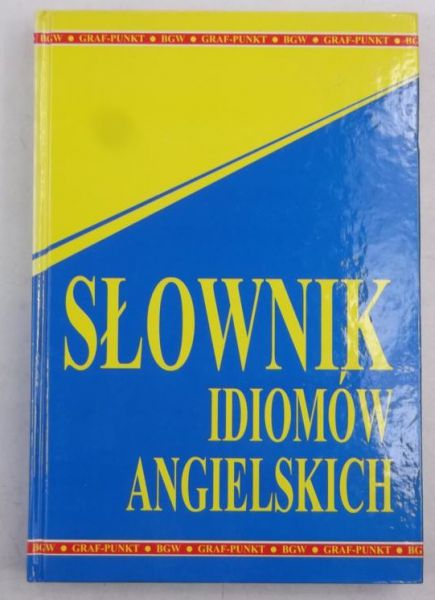 BGW • GRAF-PUNKT • BGW • GRAF-PUNKT • BGW • GRAF-PUNKT • BGW
SŁOWNIK
IDIOMÓW
ANGIELSKICH
BGW • GRAF-PUNKT • BGW • GRAF-PUNKT • BGW • GRAF-PUNKT • BG